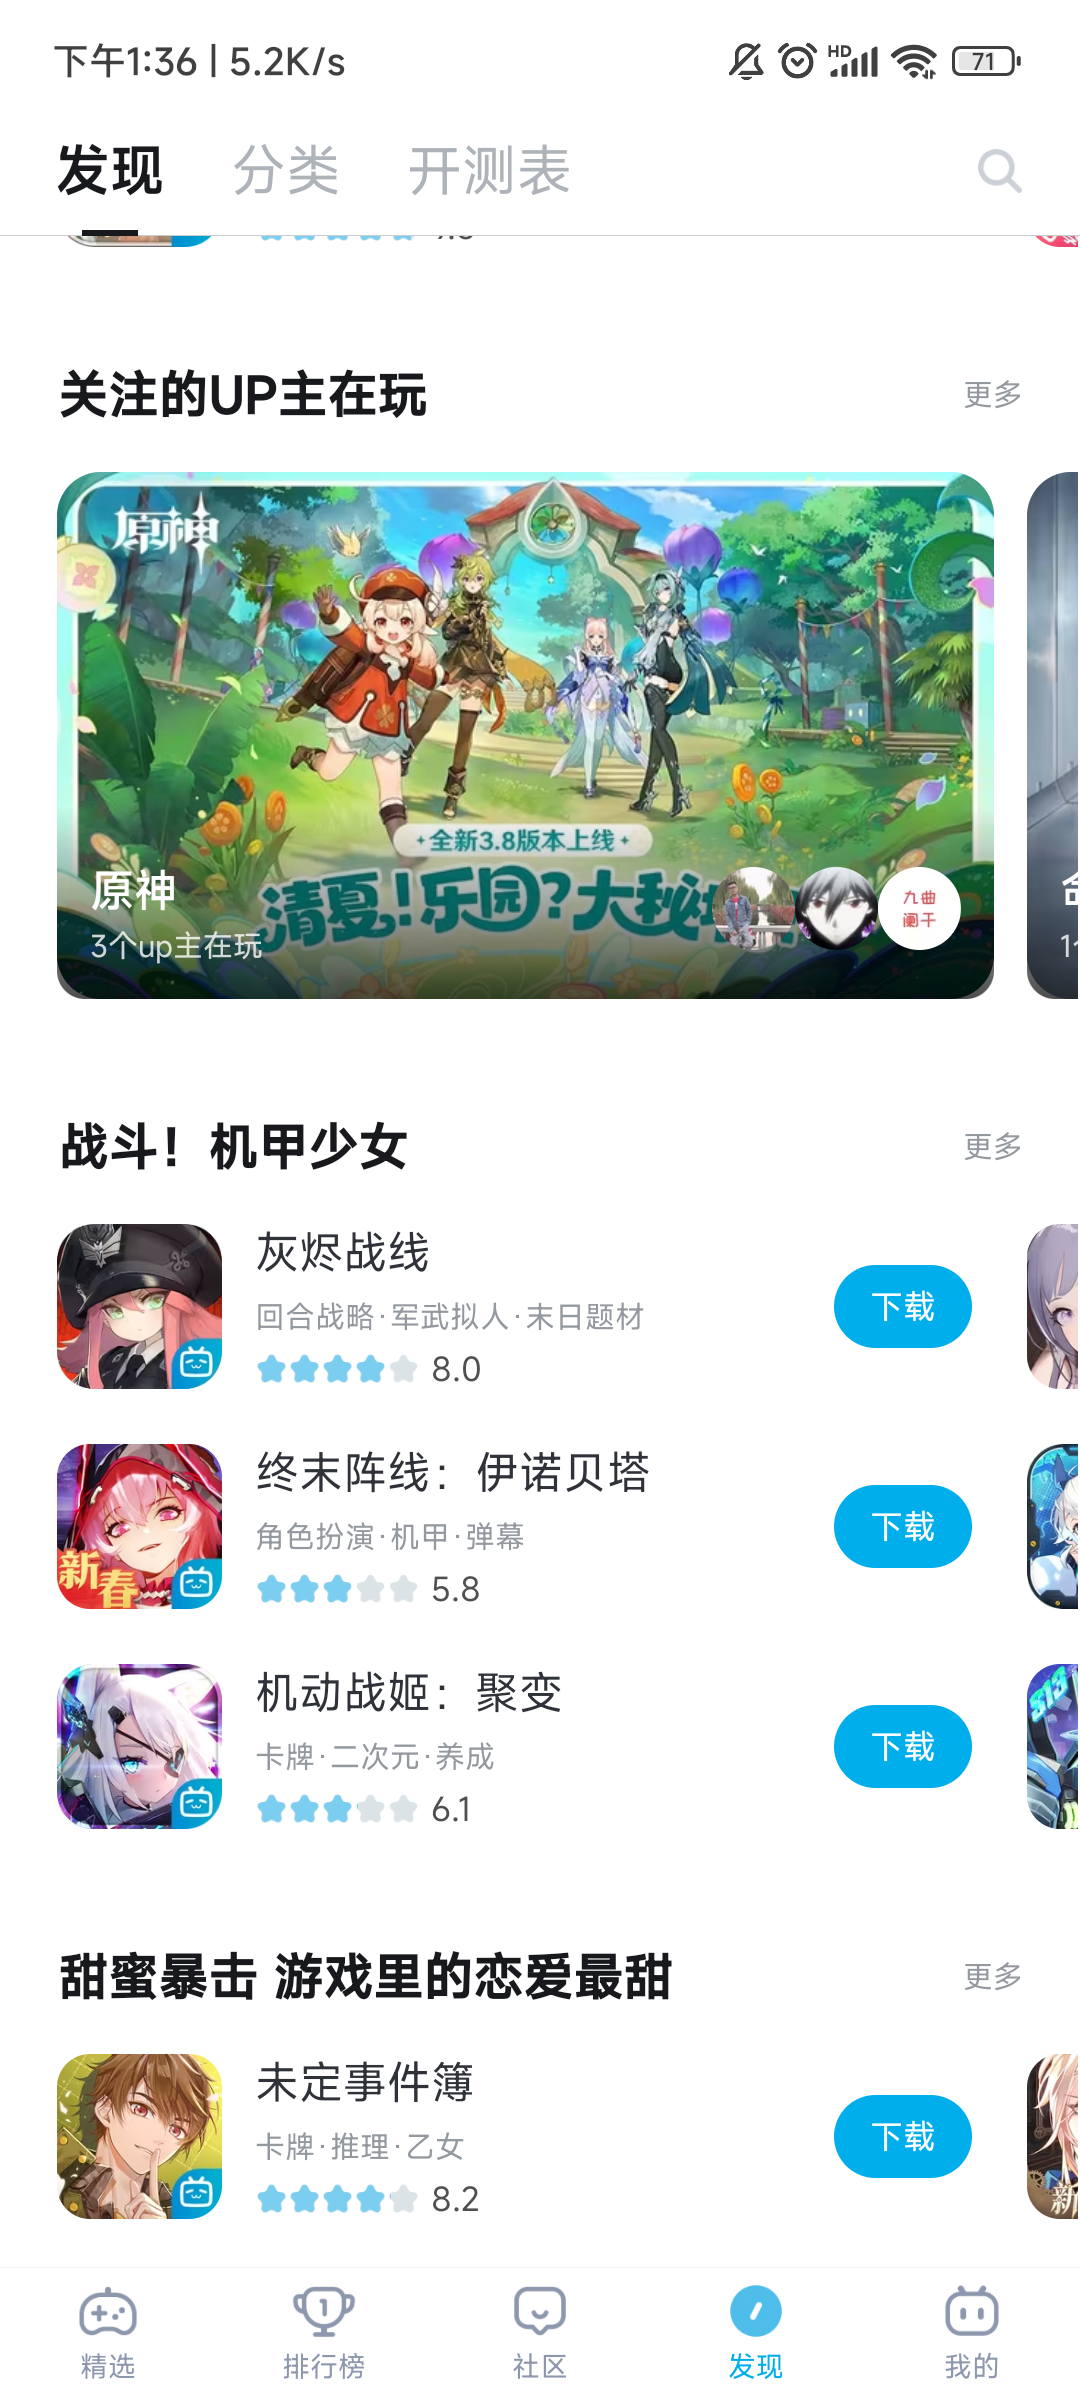 下午1:36 | 5.2K/s
HD
71
发现
分类
开测表
关注的UP主在玩
更多
原神
全新3.8版本上线
清夏!乐园?大秘
原神
3个up主在玩
九曲
阑干
战斗！机甲少女
更多
灰烬战线
回合战略·军武拟人·末日题材
8.0
下载
终末阵线：伊诺贝塔
角色扮演·机甲·弹幕
5.8
下载
新春
机动战姬：聚变
卡牌·二次元·养成
6.1
下载
513
甜蜜暴击 游戏里的恋爱最甜
更多
未定事件簿
卡牌·推理·乙女
8.2
下载
新
精选
排行榜
社区
发现
我的